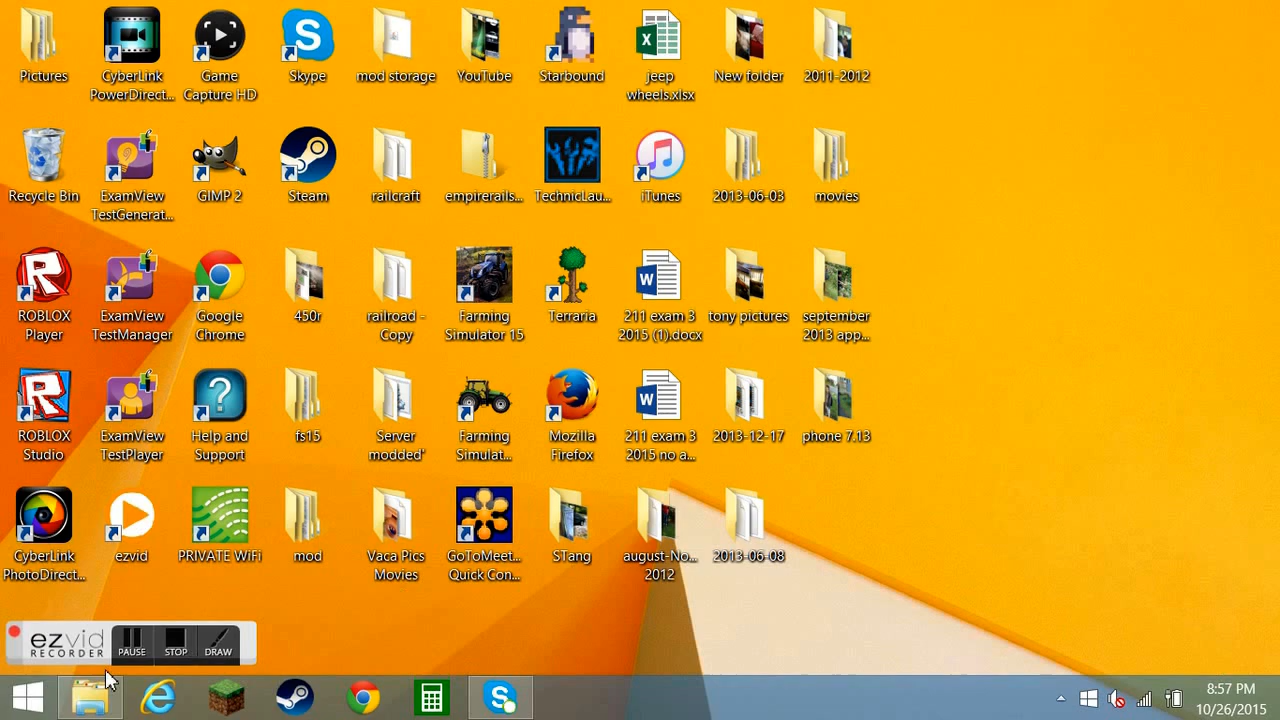 Pictures
CyberLink
PowerDirect...
Game
Capture HD
Skype
mod storage
YouTube
Starbound
jeep
wheels.xlsx
New folder
2011-2012
Recycle Bin
ExamView
TestGenerat...
GIMP 2
Steam
railcraft
empirerails...
TechnicLau...
iTunes
2013-06-03
movies
ROBLOX
Player
ExamView
TestManager
Google
Chrome
450r
railroad -
Copy
Farming
Simulator 15
Terraria
211 exam 3
2015 (1).docx
tony pictures
september
2013 app...
ROBLOX
Studio
ExamView
TestPlayer
Help and
Support
fs15
Server
modded'
Farming
Simulat...
Mozilla
Firefox
211 exam 3
2015 no a...
2013-12-17
phone 7.13
CyberLink
PhotoDirect...
ezvid
PRIVATE WiFi
mod
Vaca Pics
Movies
GoToMeet...
Quick Con...
STang
august-No...
2012
2013-06-08
ezvid
RECORDER
PAUSE
STOP
DRAW
8:57 PM
10/26/2015